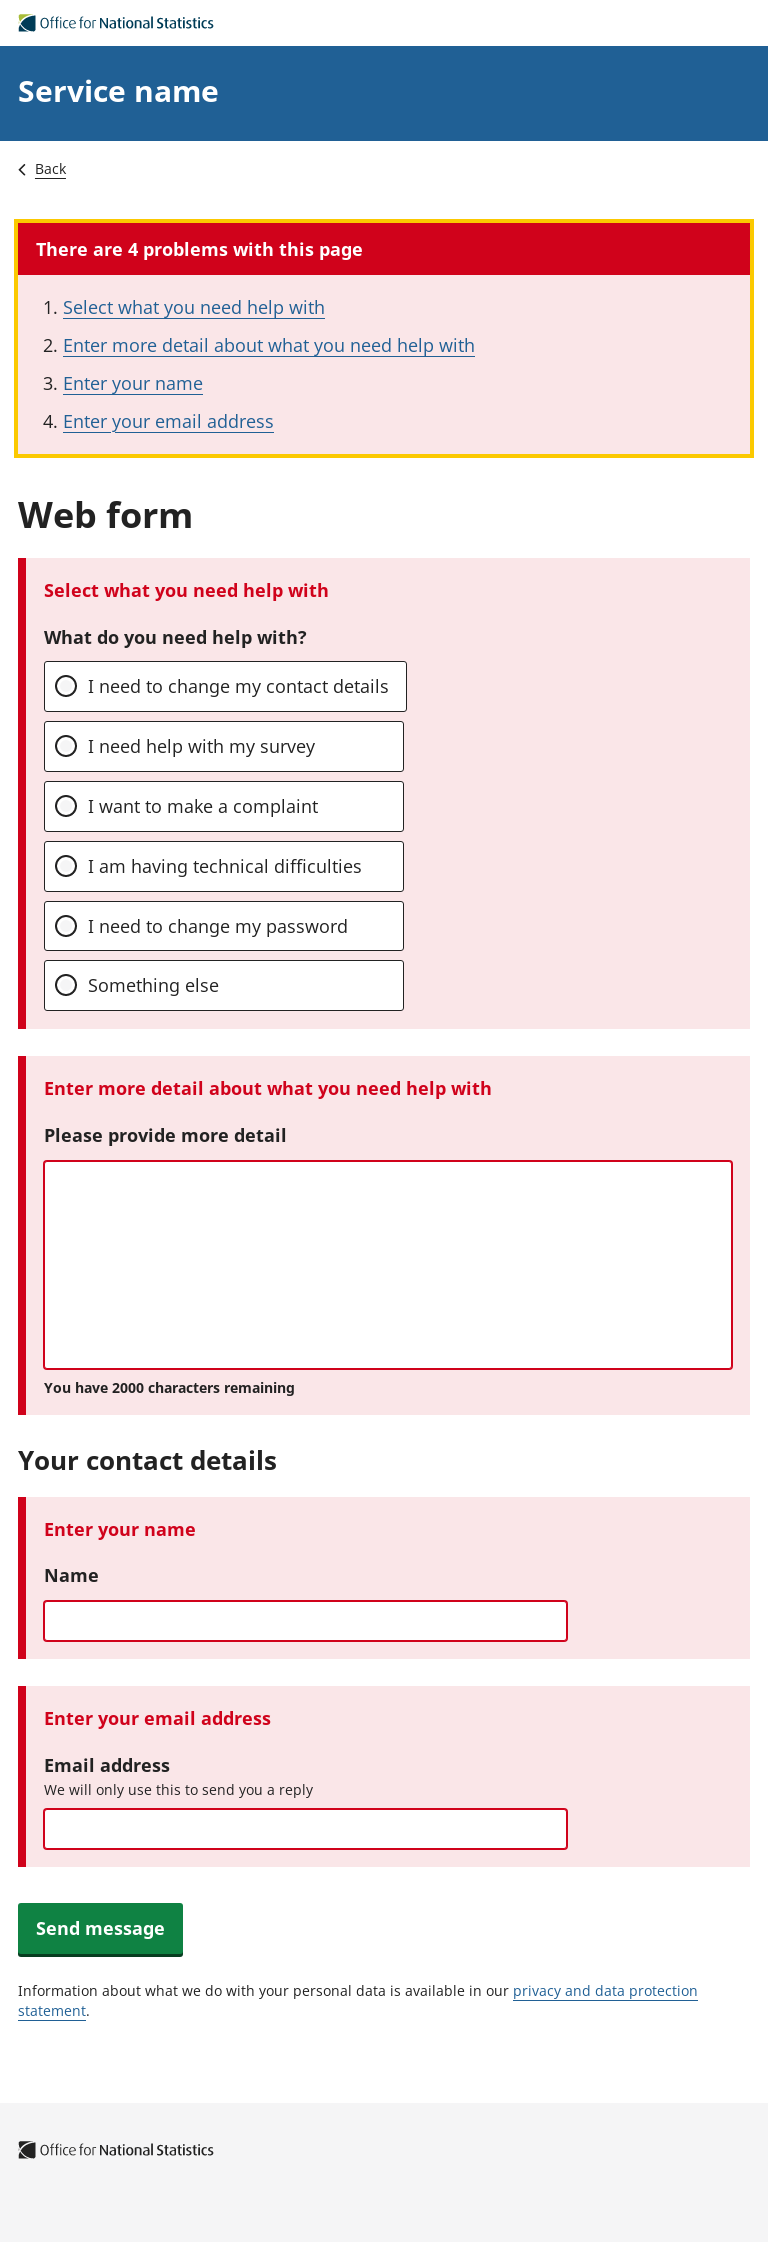 Office for National Statistics
Service name
Back
There are 4 problems with this page
1. Select what you need help with
2. Enter more detail about what you need help with
3. Enter your name
4. Enter your email address
Web form
Select what you need help with
What do you need help with?
I need to change my contact details
I need help with my survey
I want to make a complaint
I am having technical difficulties
I need to change my password
Something else
Enter more detail about what you need help with
Please provide more detail
You have 2000 characters remaining
Your contact details
Enter your name
Name
Enter your email address
Email address
We will only use this to send you a reply
Send message
Information about what we do with your personal data is available in our privacy and data protection
statement.
Office for National Statistics